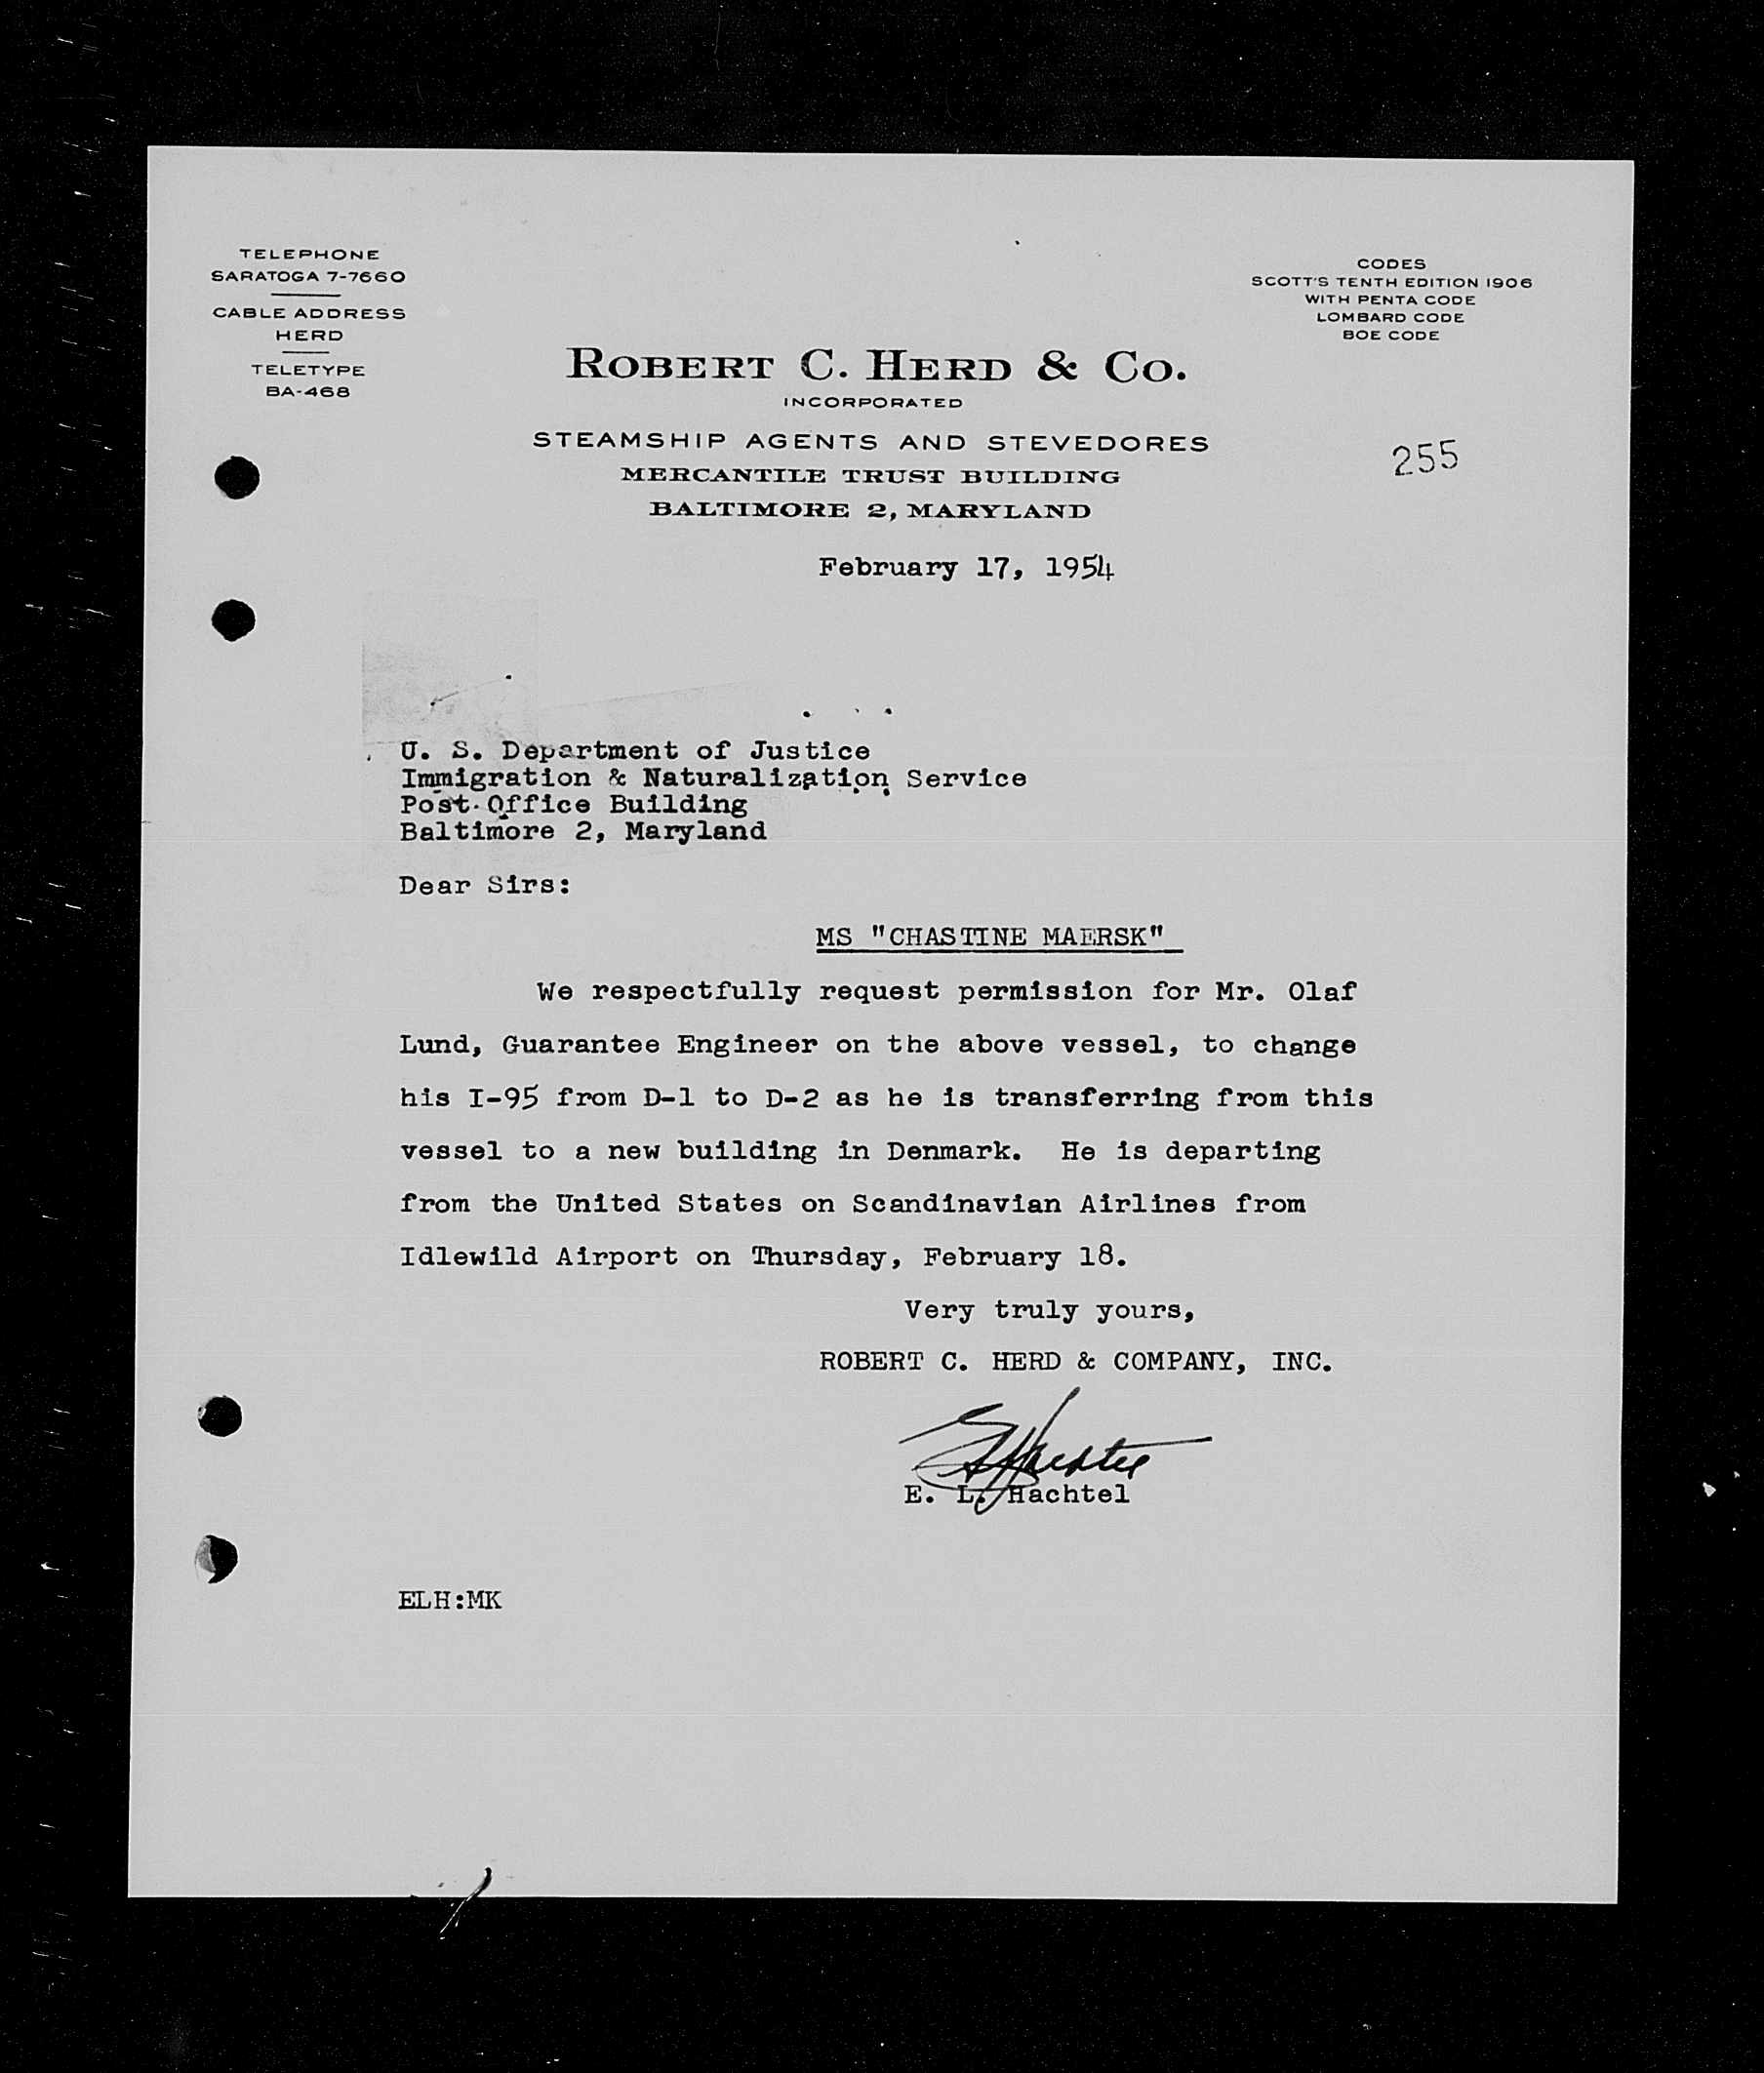 TELEPHONE
SARATOGA 7-7660
CABLE ADDRESS
HERD
TELETYPE
BA-468
CODES
SCOTT'S TENTH EDITION 1906
WITH PENTA CODE
LOMBARD CODE
BOE CODE
ROBERT C. HERD & CO.
INCORPORATED
STEAMSHIP AGENTS AND STEVEDORES
MERCANTILE TRUST BUILDING
BALTIMORE 2, MARYLAND
255
February 17, 1954
U. S. Department of Justice
Immigration & Naturalization Service
Post Office Building
Baltimore 2, Maryland
Dear Sirs:
MS "CHASTINE MAERSK"
We respectfully request permission for Mr. Olaf
Lund, Guarantee Engineer on the above vessel, to change
his I-95 from D-1 to D-2 as he is transferring from this
vessel to a new building in Denmark. He is departing
from the United States on Scandinavian Airlines from
Idlewild Airport on Thursday, February 18.
Very truly yours,
ROBERT C. HERD & COMPANY, INC.
E. L. Hachtel
ELH:MK